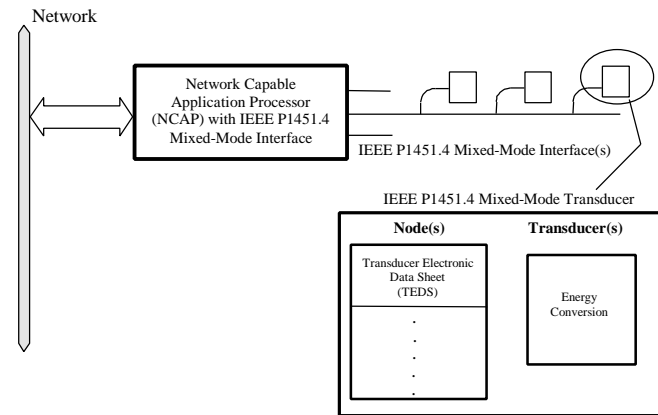 Network
Network Capable
Application Processor
(NCAP) with IEEE P1451.4
Mixed-Mode Interface
IEEE P1451.4 Mixed-Mode Interface(s)
IEEE P1451.4 Mixed-Mode Transducer
Node(s)
Transducer(s)
Transducer Electronic
Data Sheet
(TEDS)
Energy
Conversion